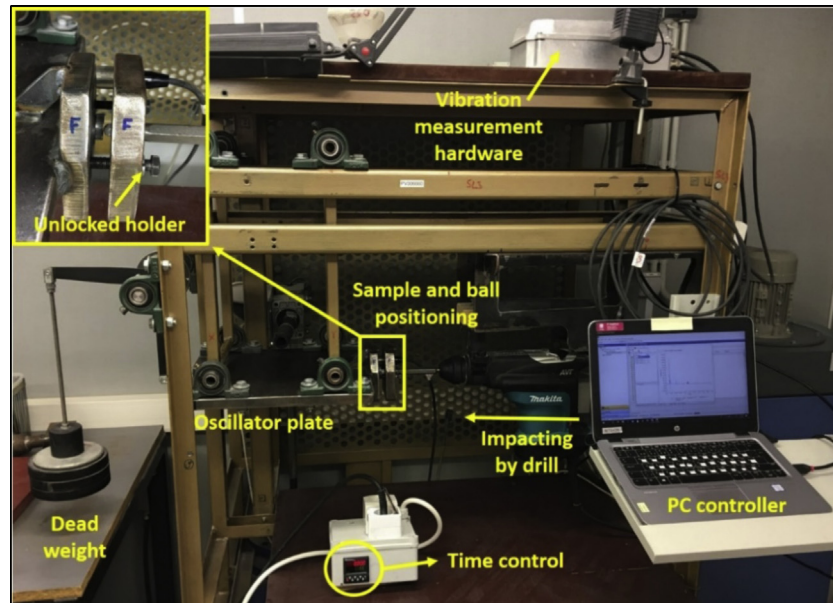 F F
Unlocked holder
Vibration
measurement
hardware
SLS
Sample and ball
positioning
Oscillator plate
makita
Impacting
by drill
PC controller
Dead
weight
Time control